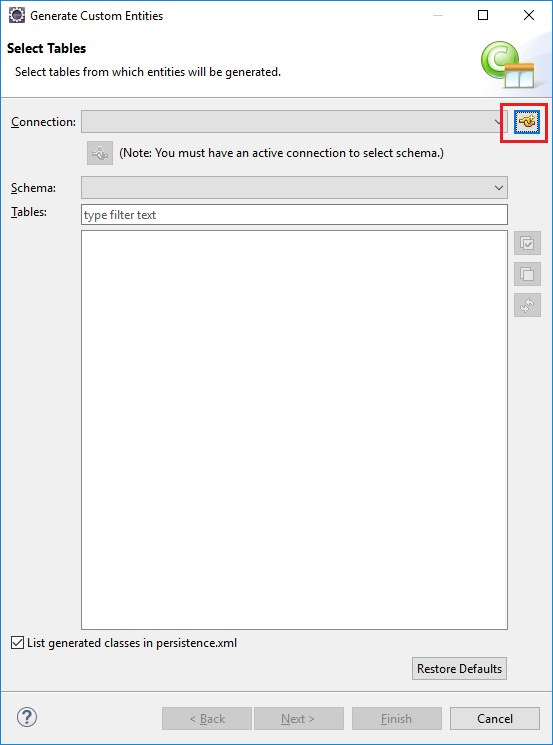 Generate Custom Entities
Select Tables
Select tables from which entities will be generated.
Connection:
(Note: You must have an active connection to select schema.)
Schema:
Tables:
type filter text
List generated classes in persistence.xml
Restore Defaults
< Back
Next >
Finish
Cancel